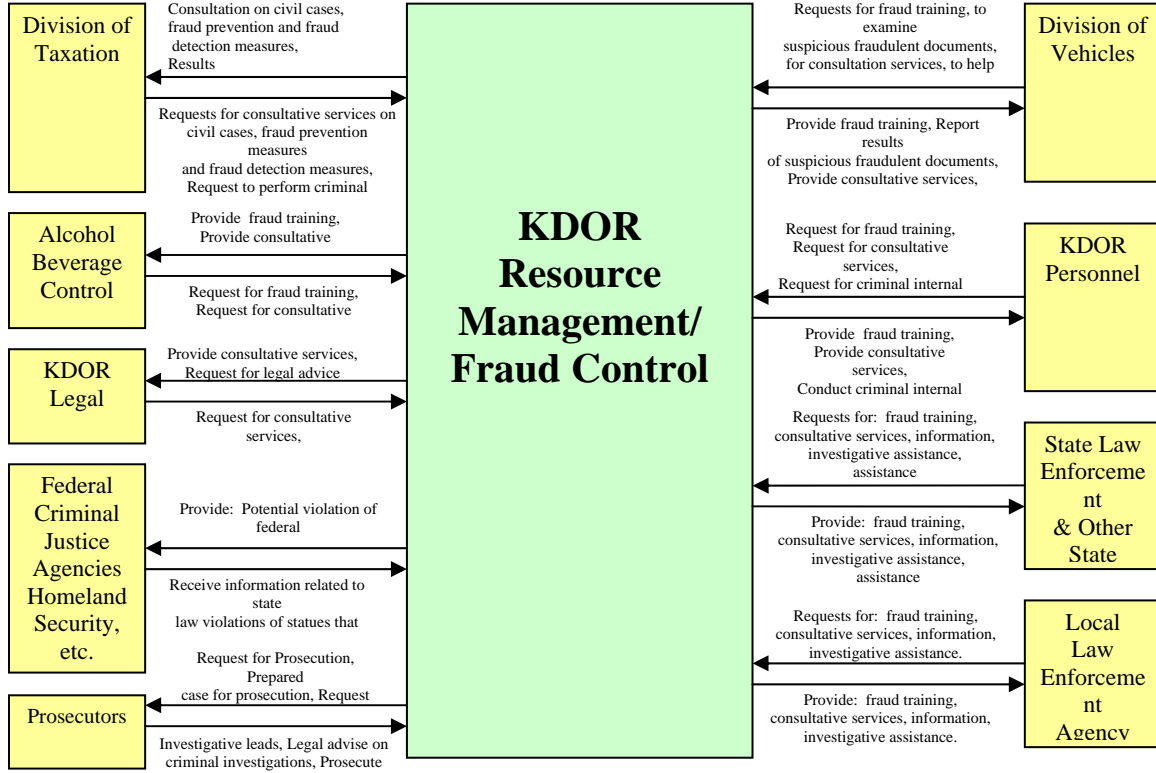 Division of
Taxation
Consultation on civil cases,
fraud prevention and fraud
detection measures,
Results
Requests for consultative services on
civil cases, fraud prevention
measures
and fraud detection measures,
Request to perform criminal
Alcohol
Beverage
Control
Provide fraud training,
Provide consultative
Request for fraud training,
Request for consultative
KDOR
Legal
Provide consultative services,
Request for legal advice
Request for consultative
services,
Federal
Criminal
Justice
Agencies
Homeland
Security,
etc.
Provide: Potential violation of
federal
Receive information related to
state
law violations of statues that
Prosecutors
Request for Prosecution,
Prepared
case for prosecution, Request
Investigative leads, Legal advise on
criminal investigations, Prosecute
KDOR
Resource
Management/
Fraud Control
Requests for fraud training, to
examine
suspicious fraudulent documents,
for consultation services, to help
Provide fraud training, Report
results
of suspicious fraudulent documents,
Provide consultative services,
Division of
Vehicles
Request for fraud training,
Request for consultative
services,
Request for criminal internal
Provide fraud training,
Provide consultative
services,
Conduct criminal internal
KDOR
Personnel
Requests for: fraud training,
consultative services, information,
investigative assistance,
assistance
Provide: fraud training,
consultative services, information,
investigative assistance,
assistance
State Law
Enforceme
nt
& Other
State
Requests for: fraud training,
consultative services, information,
investigative assistance.
Provide: fraud training,
consultative services, information,
investigative assistance.
Local
Law
Enforceme
nt
Agency